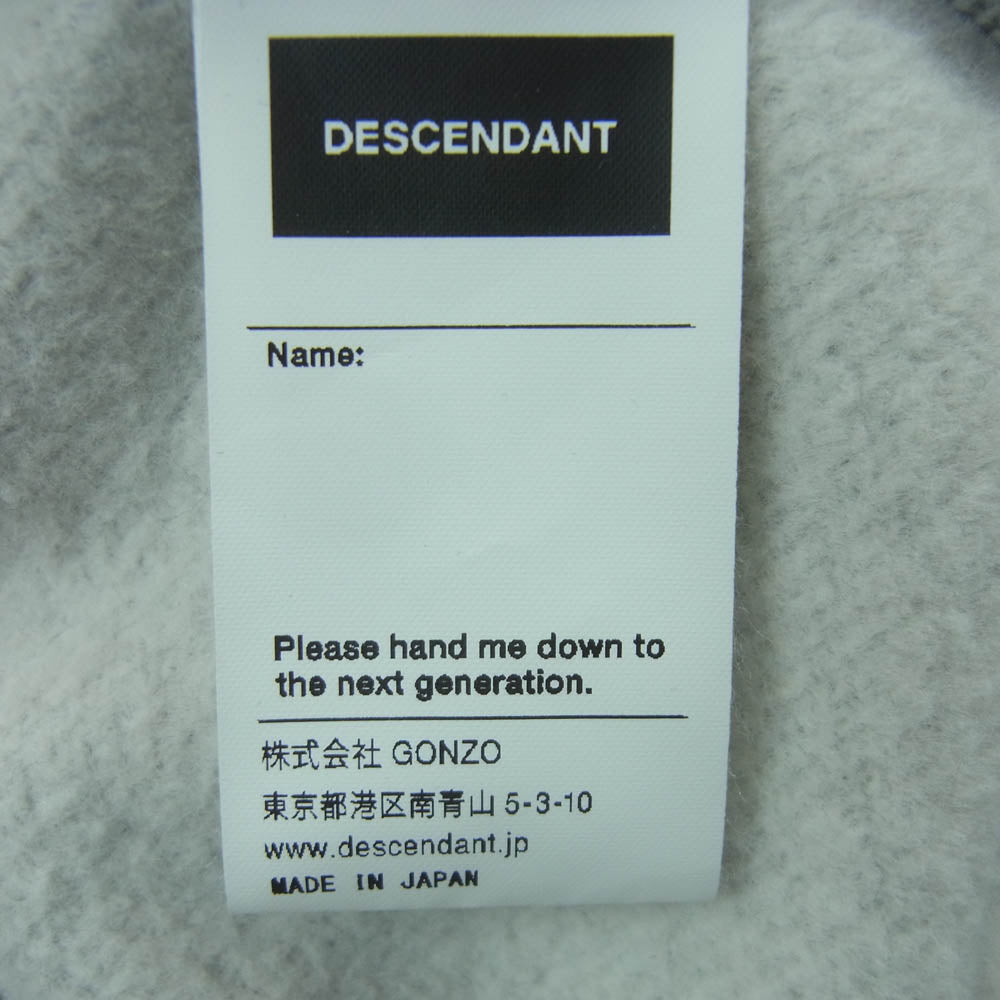 DESCENDANT
Name:
Please hand me down to
the next generation.
株式会社 GONZO
東京都港区南青山 5-3-10
www.descendant.jp
MADE IN JAPAN